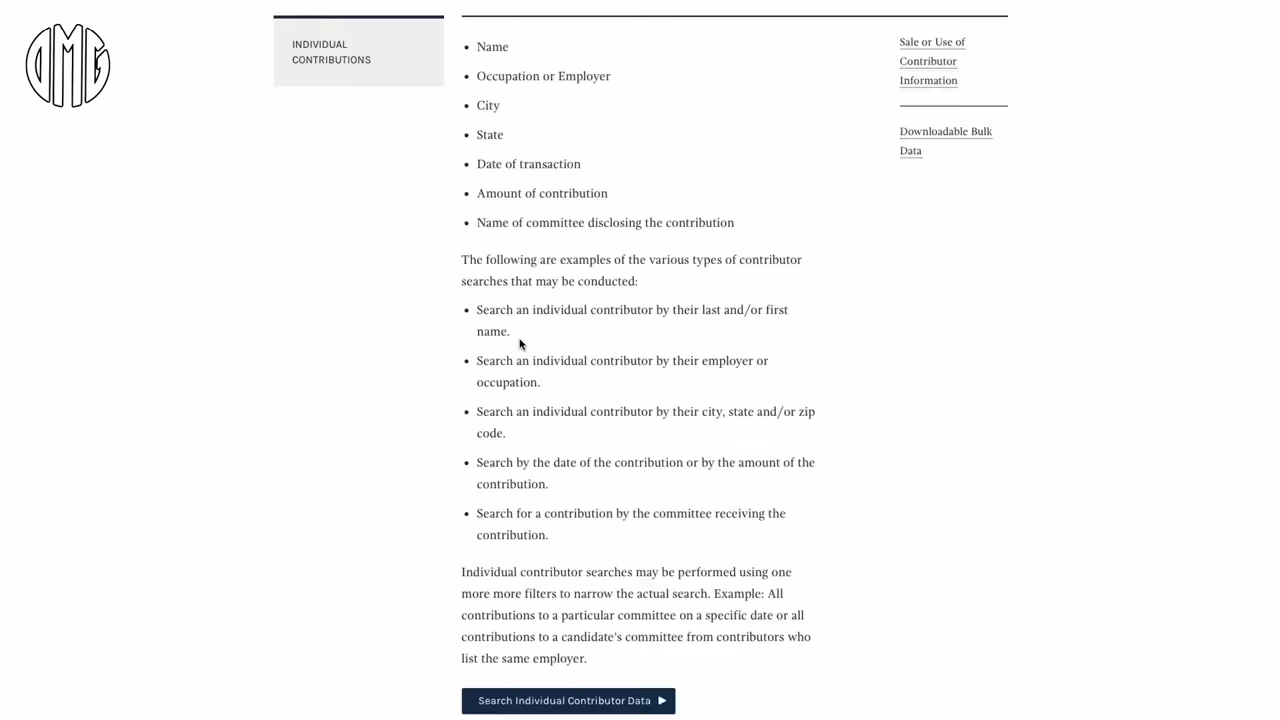 OMG
INDIVIDUAL
CONTRIBUTIONS
Name
Occupation or Employer
City
State
Date of transaction
Amount of contribution
Name of committee disclosing the contribution
The following are examples of the various types of contributor
searches that may be conducted:
Search an individual contributor by their last and/or first
name.
Search an individual contributor by their employer or
occupation.
Search an individual contributor by their city, state and/or zip
code.
Search by the date of the contribution or by the amount of the
contribution.
Search for a contribution by the committee receiving the
contribution.
Individual contributor searches may be performed using one
more more filters to narrow the actual search. Example: All
contributions to a particular committee on a specific date or all
contributions to a candidate's committee from contributors who
list the same employer.
Search Individual Contributor Data
Sale or Use of
Contributor
Information
Downloadable Bulk
Data